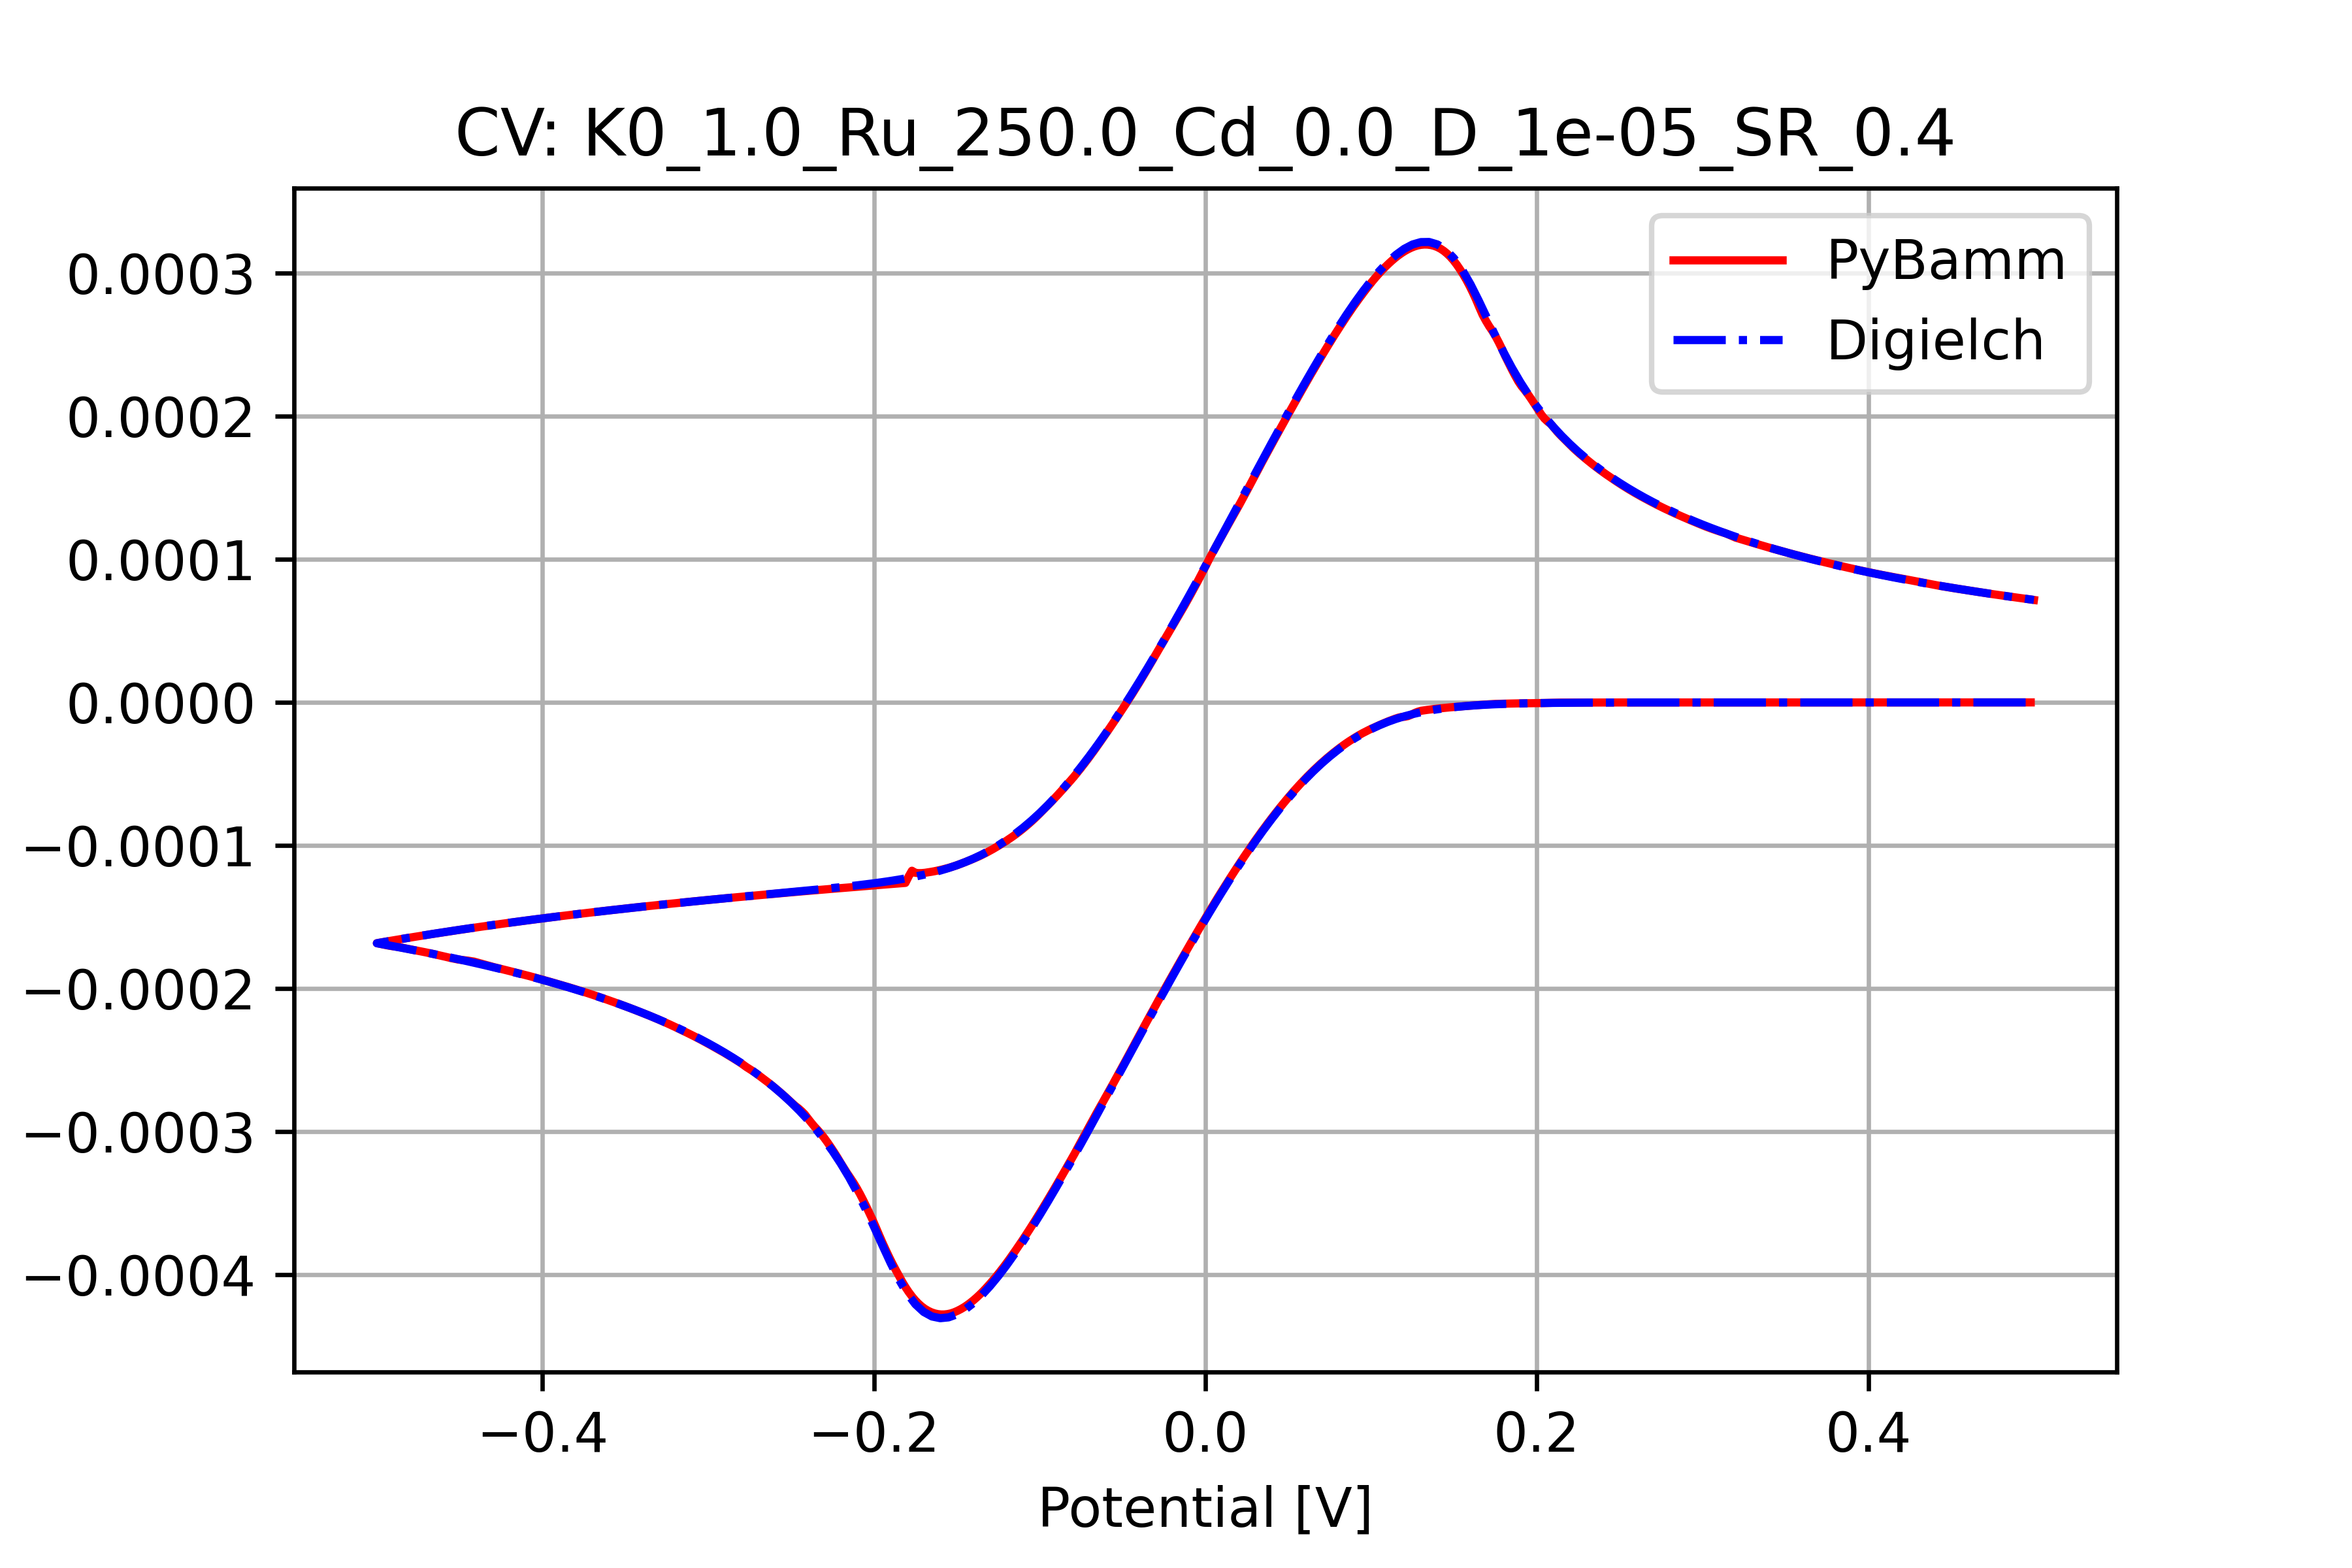 CV: K0_1.0_Ru_250.0_Cd_0.0_D_1e-05_SR_0.4
PyBamm
Digielch
0.0003
0.0002
0.0001
0.0000
−0.0001
−0.0002
−0.0003
−0.0004
−0.4 −0.2 0.0 0.2 0.4
Potential [V]